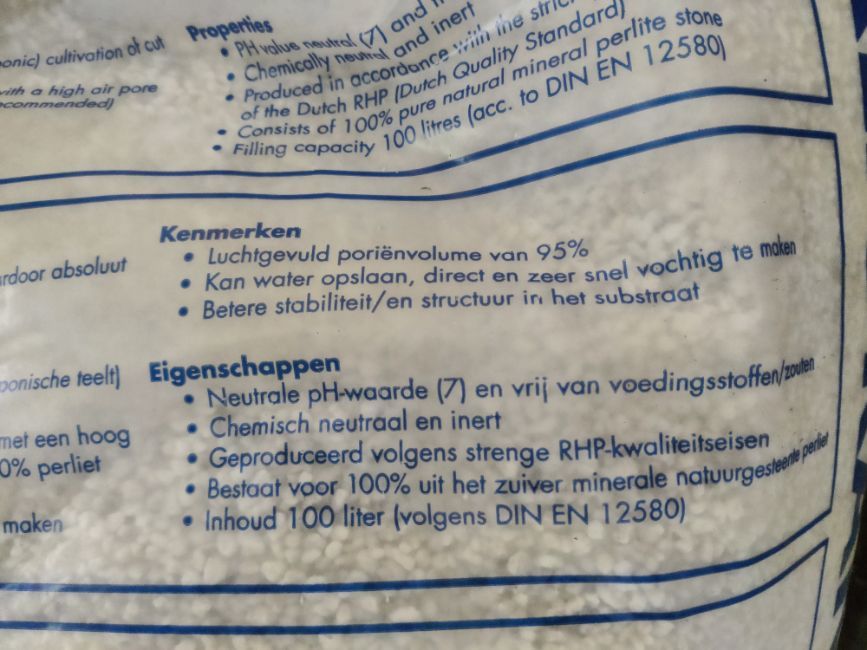 Properties
onic) cultivation of cut
• PH value neutral (7) and
• Chemically neutral and inert
with a high air pore
• Produced in accordance with the stric
commended)
of the Dutch RHP (Dutch Quality Standard)
• Consists of 100% pure natural mineral perlite stone
• Filling capacity 100 litres (acc. to DIN EN 12580)
Kenmerken
rdoor absoluut
• Luchtgevuld poriënvolume van 95%
• Kan water opslaan, direct en zeer snel vochtig te maken
• Betere stabiliteit/en structuur in het substraat
Eigenschappen
ponische teelt)
• Neutrale pH-waarde (7) en vrij van voedingsstoffen/zouten
• Chemisch neutraal en inert
met een hoog
• Geproduceerd volgens strenge RHP-kwaliteitseisen
0% perliet
• Bestaat voor 100% uit het zuiver minerale natuurgesteente perliet
maken
• Inhoud 100 liter (volgens DIN EN 12580)